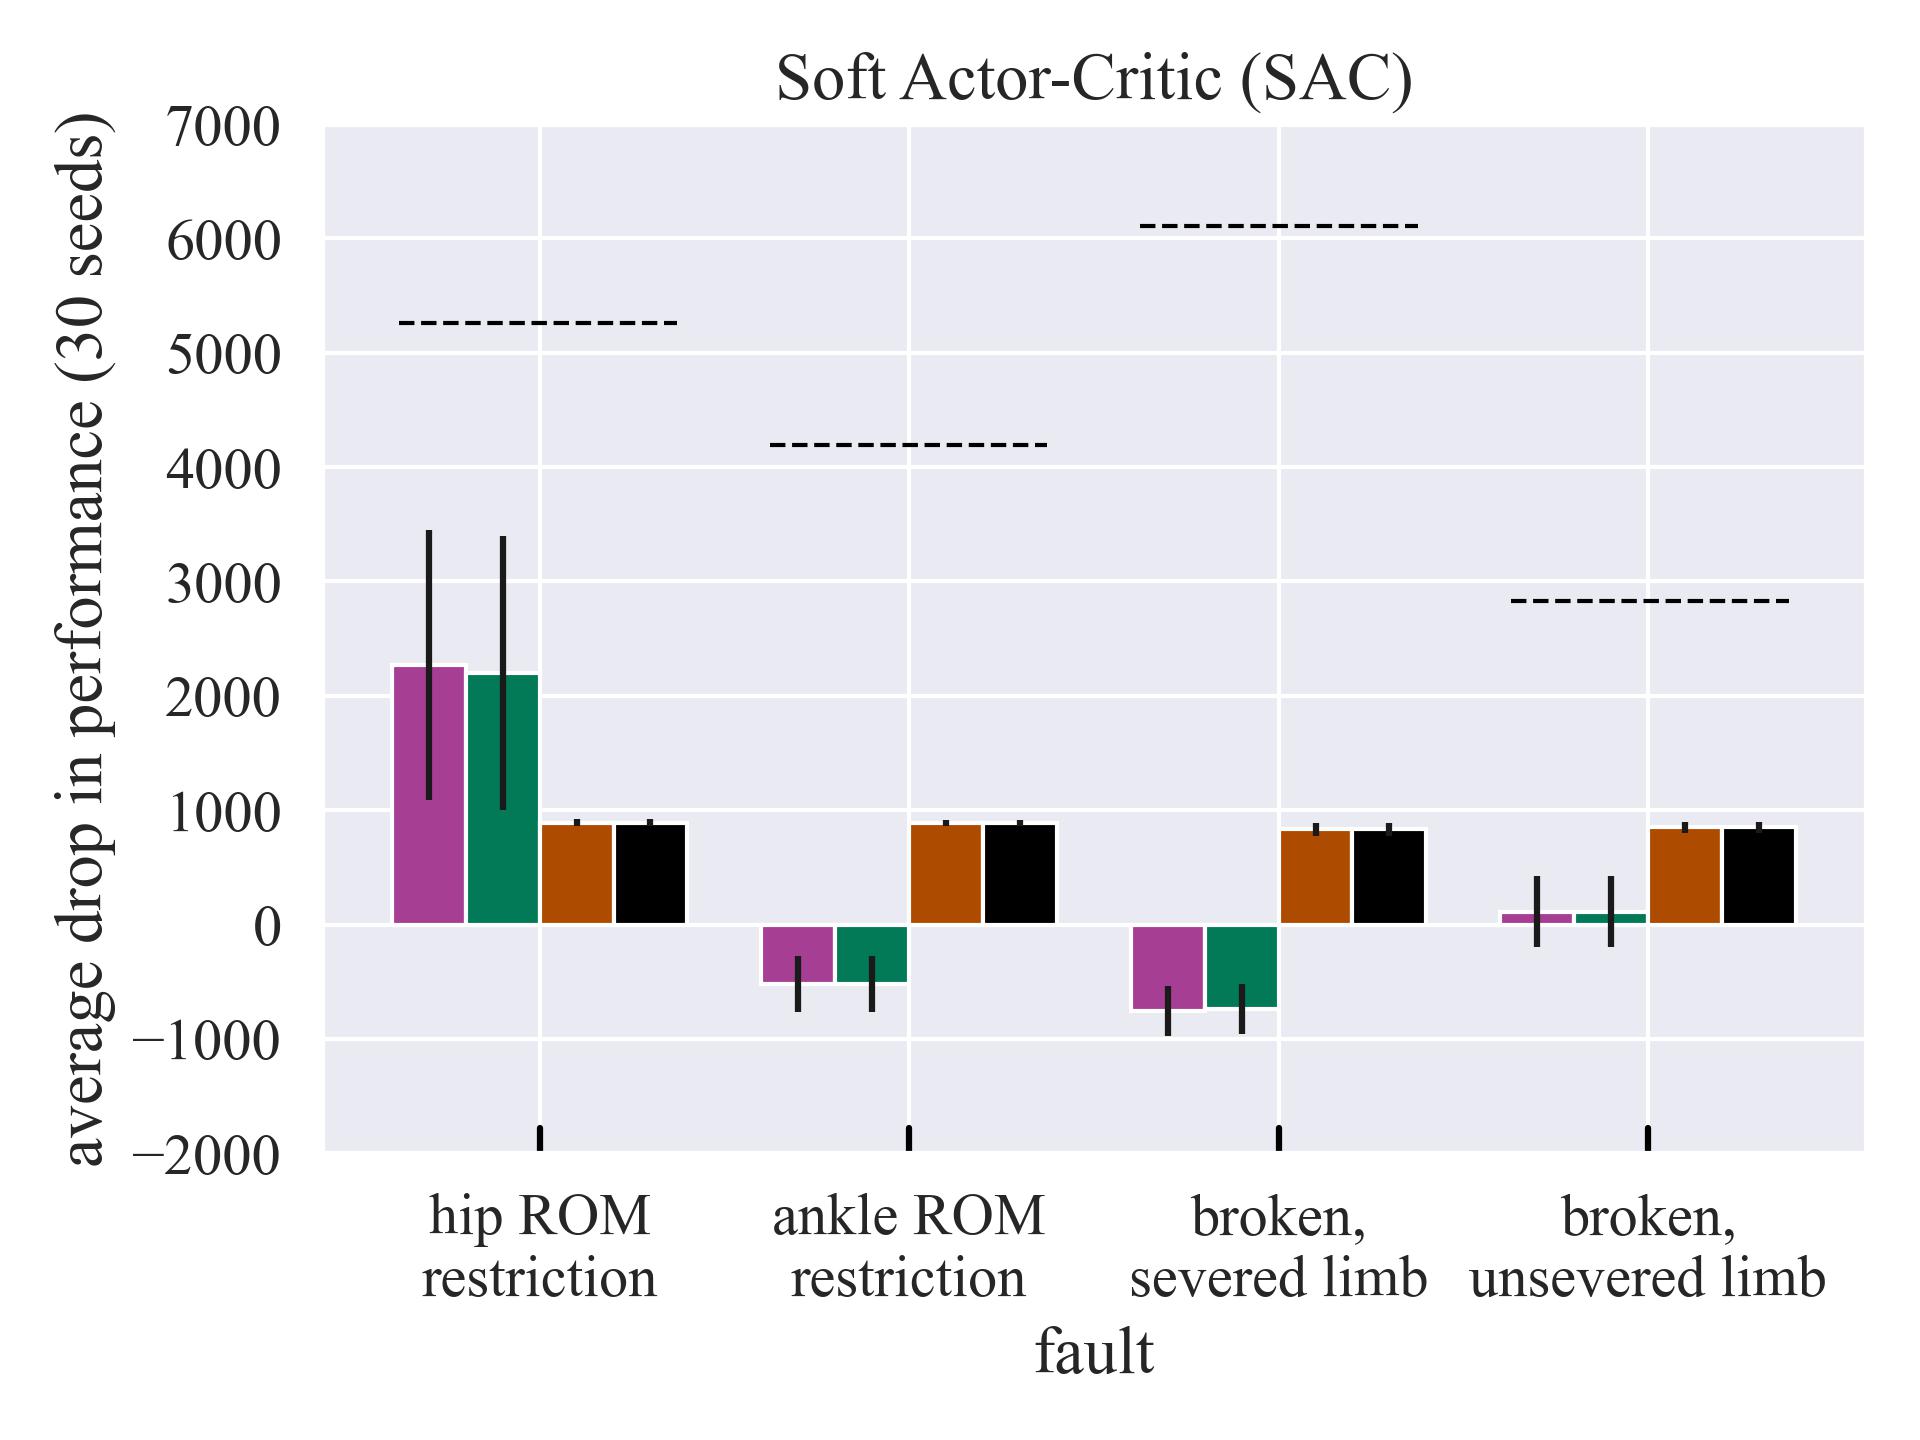 Soft Actor-Critic (SAC)
average drop in performance (30 seeds)
7000
6000
5000
4000
3000
2000
1000
0
−1000
−2000
hip ROM
restriction
ankle ROM
restriction
broken,
severed limb
broken,
unsevered limb
fault